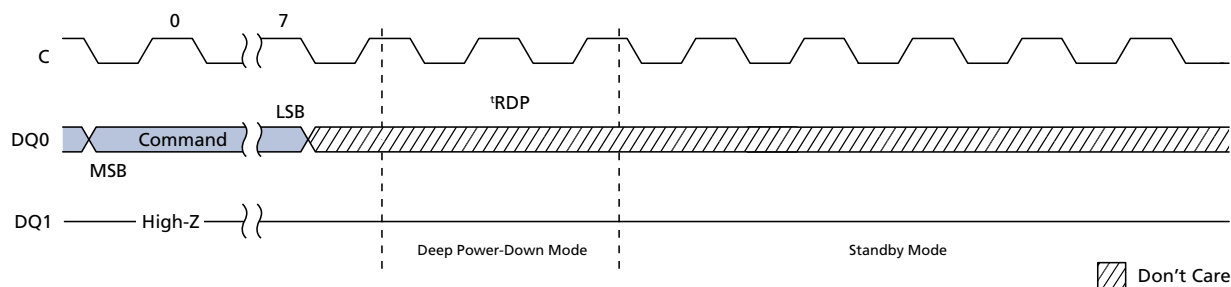 0 7
C
ᵗRDP
LSB
DQ0 Command
MSB
DQ1 High-Z
Deep Power-Down Mode Standby Mode
Don’t Care